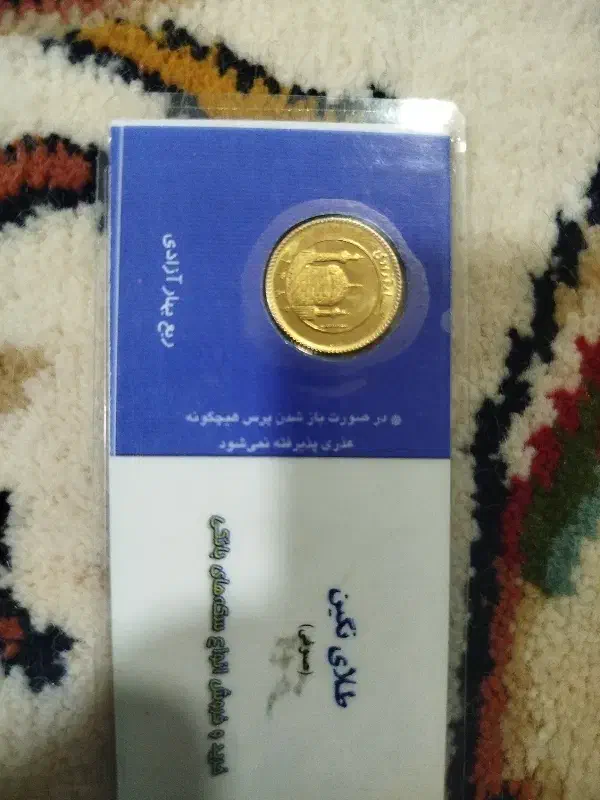 ربع بهار آزادی
* در صورت باز شدن پرس هیچگونه
عذری پذیرفته نمی‌شود
طلای نگین
(صوفی)
خرید و فروش انواع سکه‌های بانکی